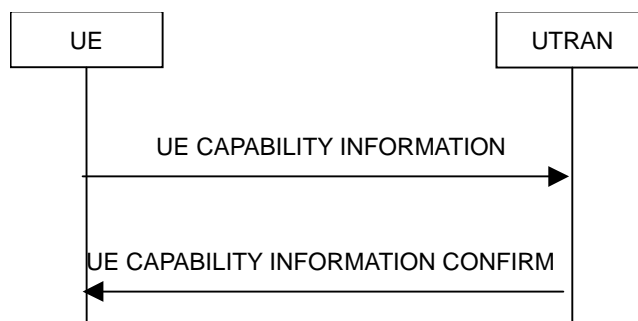 UE
UTRAN
UE CAPABILITY INFORMATION
UE CAPABILITY INFORMATION CONFIRM